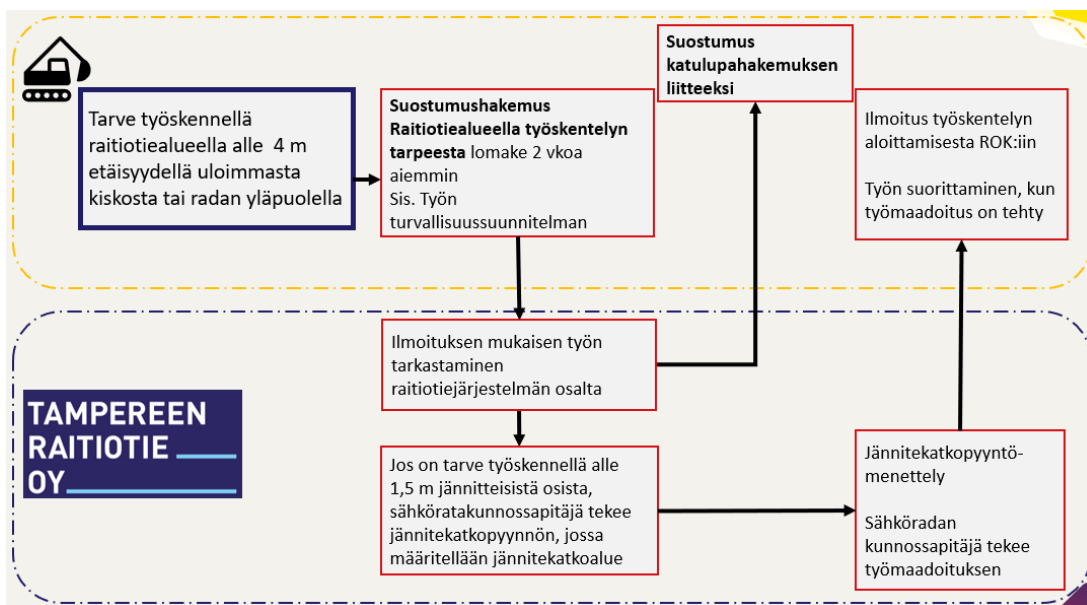 Tarve työskennellä
raitiotiealueella alle 4 m
etäisyydellä uloimmasta
kiskosta tai radan yläpuolella
Suostumushakemus
Raitiotiealueella työskentelyn
tarpeesta lomake 2 vkoa
aiemmin
Sis. Työn
turvallisuussuunnitelman
Suostumus
katulupahakemuksen
liitteeksi
Ilmoitus työskentelyn
aloittamisesta ROK:iin
Työn suorittaminen, kun
työmaadoitus on tehty
TAMPEREEN
RAITIOTIE
OY
Ilmoituksen mukaisen työn
tarkastaminen
raitiotiejärjestelmän osalta
Jos on tarve työskennellä alle
1,5 m jännitteisistä osista,
sähköratakunnossapitäjä tekee
jännitekatkopyynnön, jossa
määritellään jännitekatkoalue
Jännitekatkopyyntö-
menettely
Sähköradan
kunnossapitäjä tekee
työmaadoituksen